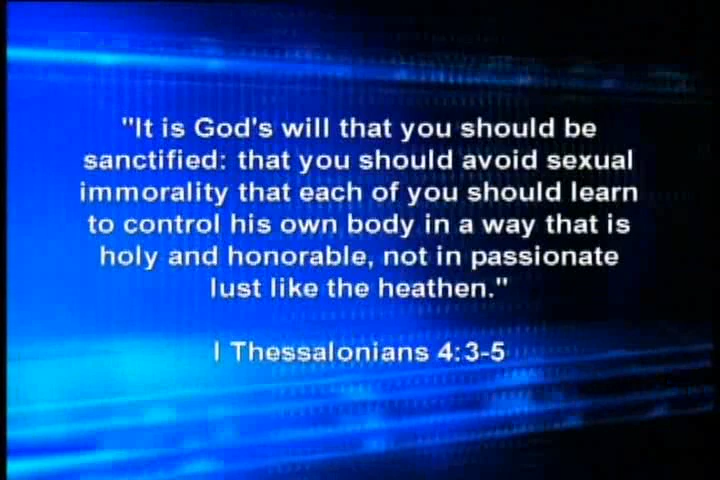 "It is God's will that you should be
sanctified: that you should avoid sexual
immorality that each of you should learn
to control his own body in a way that is
holy and honorable, not in passionate
lust like the heathen."
I Thessalonians 4:3-5